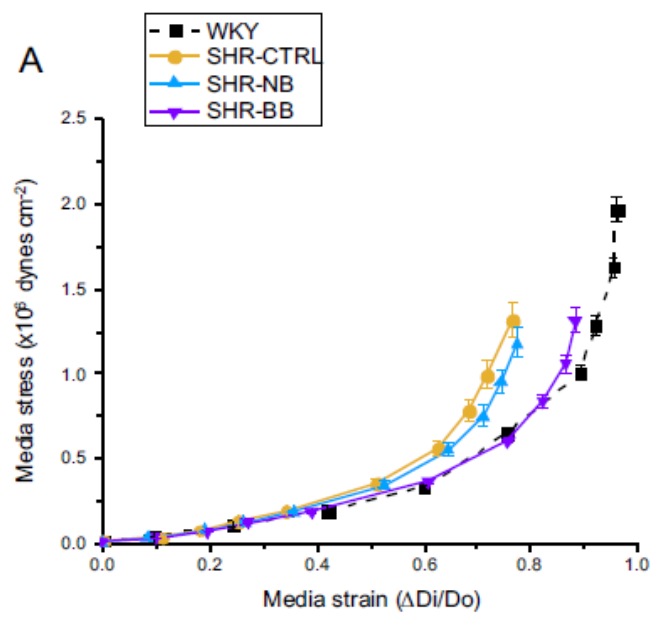 A
WKY
SHR-CTRL
SHR-NB
SHR-BB
2.5
2.0
1.5
1.0
0.5
0.0
Media stress (x10⁶ dynes cm⁻²)
0.0 0.2 0.4 0.6 0.8 1.0
Media strain (ΔDi/Do)